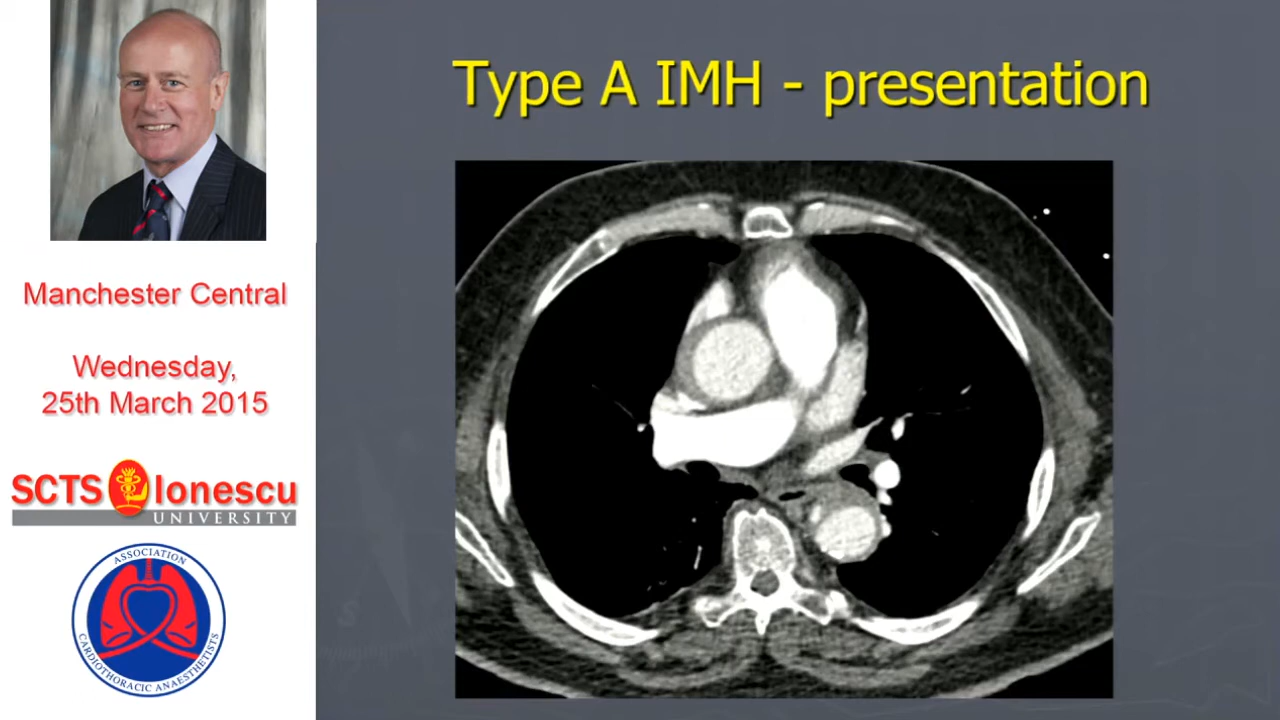 Type A IMH - presentation
Manchester Central
Wednesday,
25th March 2015
SCTS Ionescu
UNIVERSITY
ASSOCIATION
CARDIOTHORACIC ANAESTHETISTS